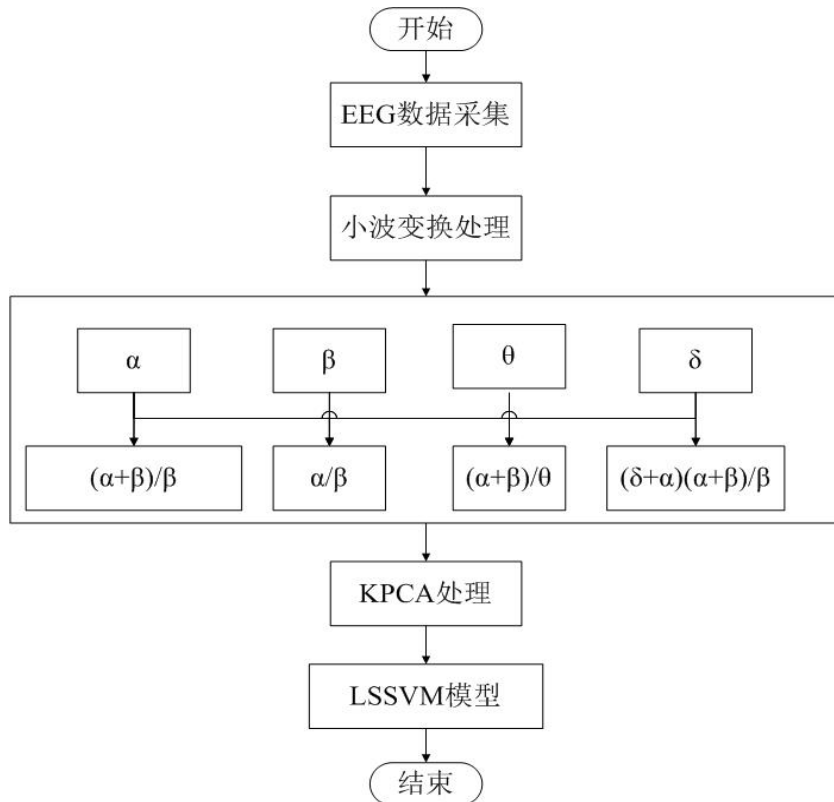 开始
EEG数据采集
小波变换处理
α
β
θ
δ
(α+β)/β
α/β
(α+β)/θ
(δ+α)(α+β)/β
KPCA处理
LSSVM模型
结束